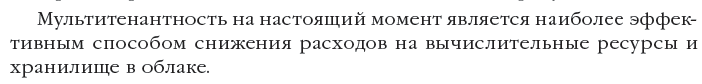 Мультитенантность на настоящий момент является наиболее эффек-
тивным способом снижения расходов на вычислительные ресурсы и
хранилище в облаке.